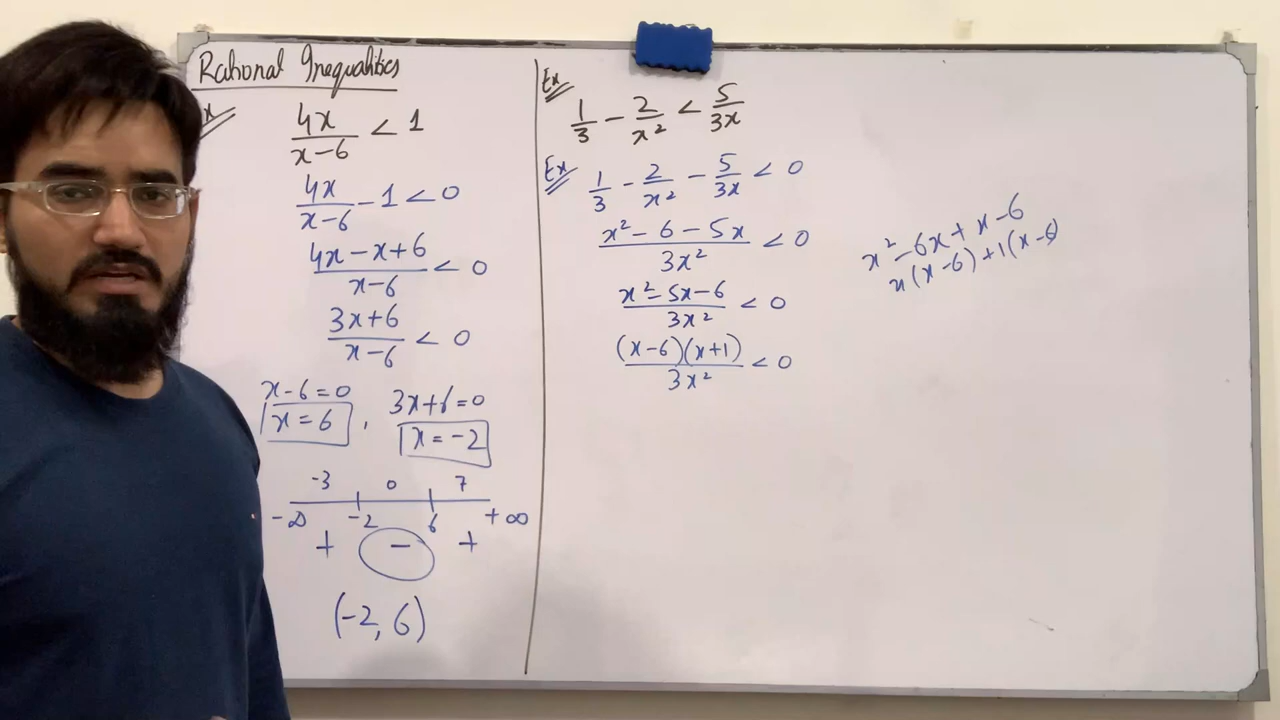 Rational Inequalities
4x/(x-6) < 1
4x/(x-6) - 1 < 0
(4x-x+6)/(x-6) < 0
(3x+6)/(x-6) < 0
x-6=0
x=6 ,
3x+6=0
x=-2
-3 0 7
-∞ -2 6 +∞
+ - +
(-2, 6)
Ex
1/3 - 2/x² < 5/3x
Ex
1/3 - 2/x² - 5/3x < 0
(x²-6-5x)/3x² < 0
(x²-5x-6)/3x² < 0
(x-6)(x+1)/3x² < 0
x²-6x+x-6
x(x-6)+1(x-6)